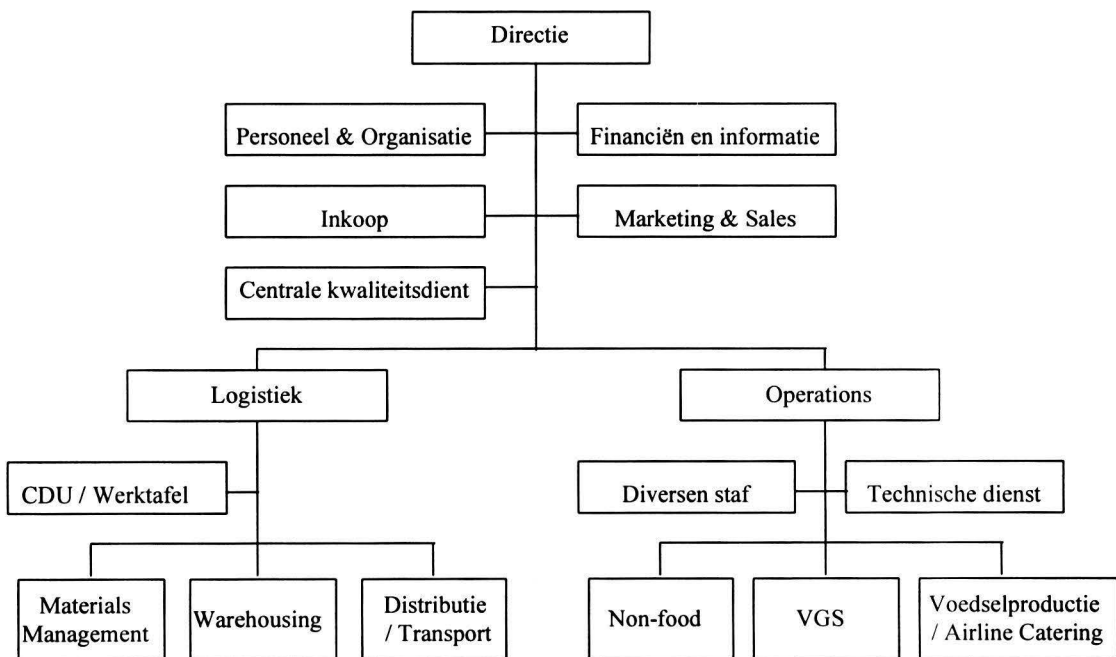 Directie
Personeel & Organisatie
Financiën en informatie
Inkoop
Marketing & Sales
Centrale kwaliteitsdient
Logistiek
Operations
CDU / Werktafel
Diversen staf
Technische dienst
Materials
Management
Warehousing
Distributie
/ Transport
Non-food
VGS
Voedselproductie
/ Airline Catering